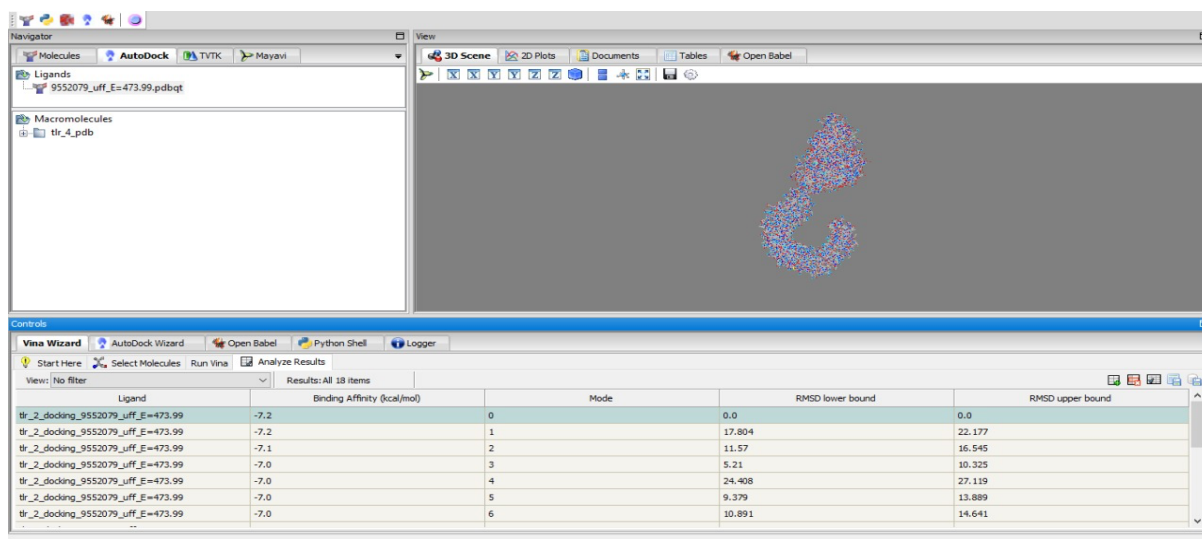 Navigator
View
Molecules AutoDock TVTK Mayavi
3D Scene 2D Plots Documents Tables Open Babel
Ligands
9552079_uff_E=473.99.pdbqt
X X Y Y Z Z
Macromolecules
tlr_4_pdb
Controls
Vina Wizard AutoDock Wizard Open Babel Python Shell Logger
Start Here Select Molecules Run Vina Analyze Results
View: No filter Results: All 18 items
Ligand Binding Affinity (kcal/mol) Mode RMSD lower bound RMSD upper bound
tlr_2_docking_9552079_uff_E=473.99 -7.2 0 0.0 0.0
tlr_2_docking_9552079_uff_E=473.99 -7.2 1 17.804 22.177
tlr_2_docking_9552079_uff_E=473.99 -7.1 2 11.57 16.545
tlr_2_docking_9552079_uff_E=473.99 -7.0 3 5.21 10.325
tlr_2_docking_9552079_uff_E=473.99 -7.0 4 24.408 27.119
tlr_2_docking_9552079_uff_E=473.99 -7.0 5 9.379 13.889
tlr_2_docking_9552079_uff_E=473.99 -7.0 6 10.891 14.641